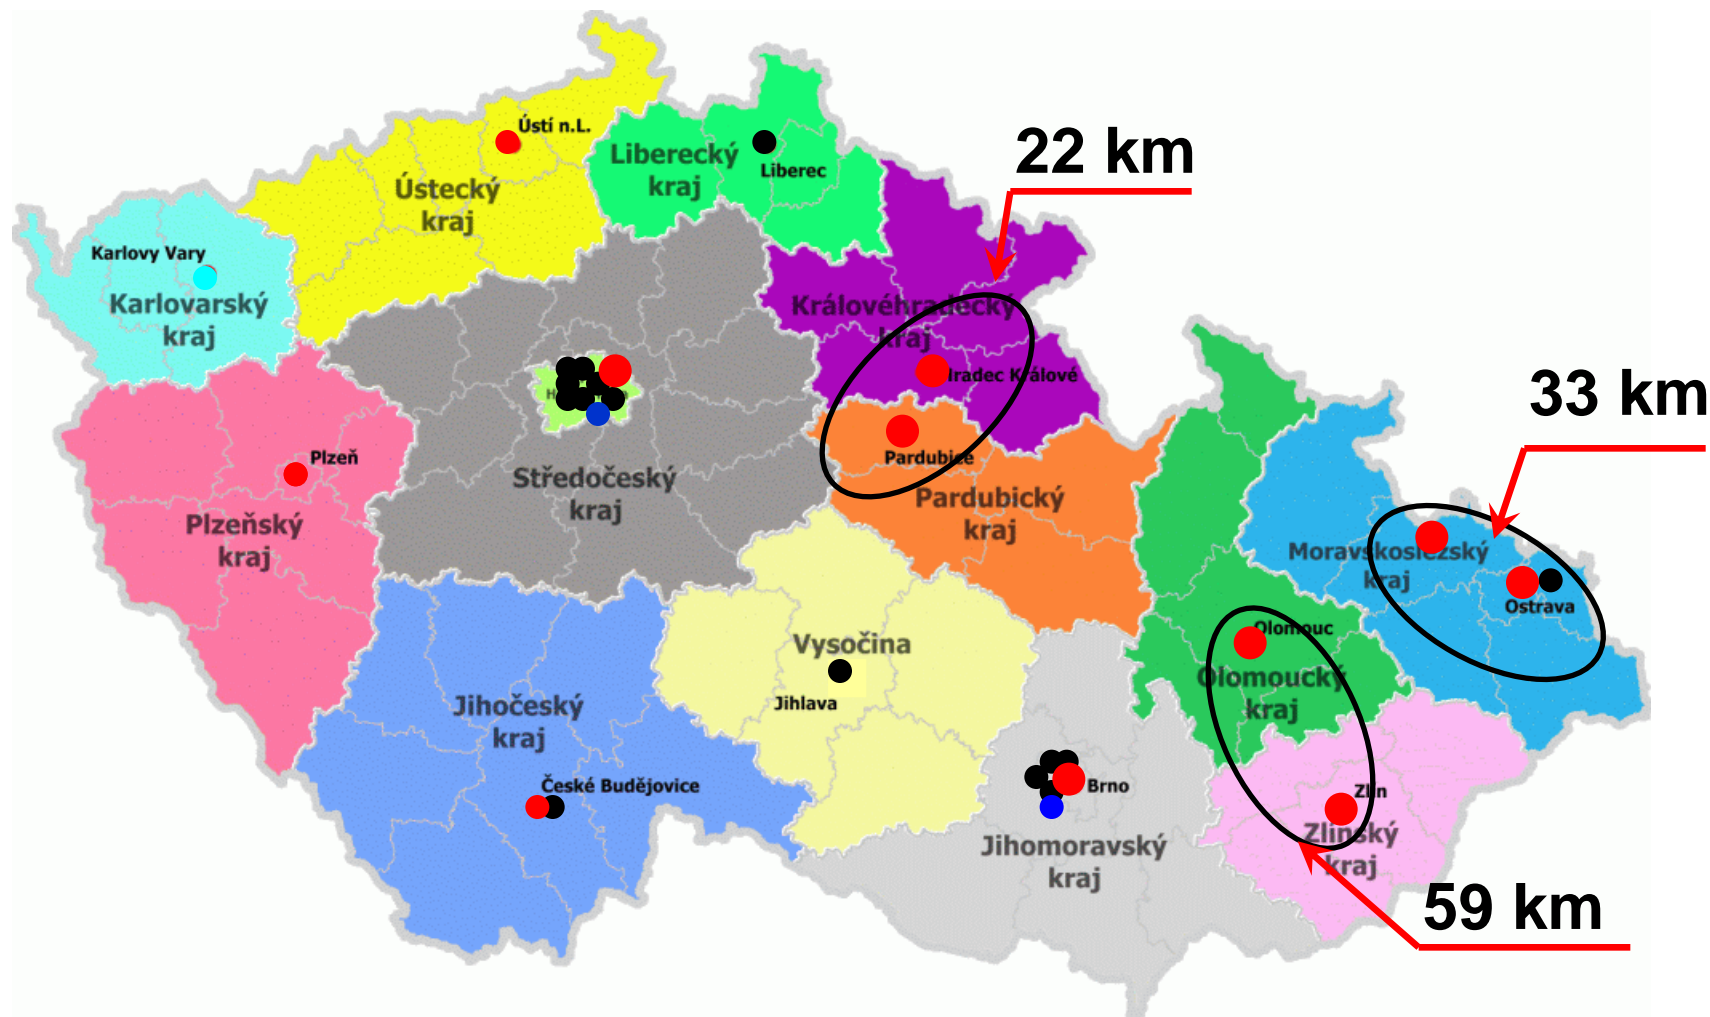 Ústí n.L.
22 km
Liberecký
kraj
Liberec
Ústecký
kraj
Karlovy Vary
Karlovarský
kraj
Královéhradecký
kraj
Hradec Králové
33 km
Plzeň
Pardubice
Středočeský
kraj
Pardubický
kraj
Plzeňský
kraj
Moravskoslezský
kraj
Ostrava
Olomouc
Vysočina
Olomoucký
kraj
Jihlava
Jihočeský
kraj
České Budějovice
Brno
Zlín
Zlínský
kraj
Jihomoravský
kraj
59 km